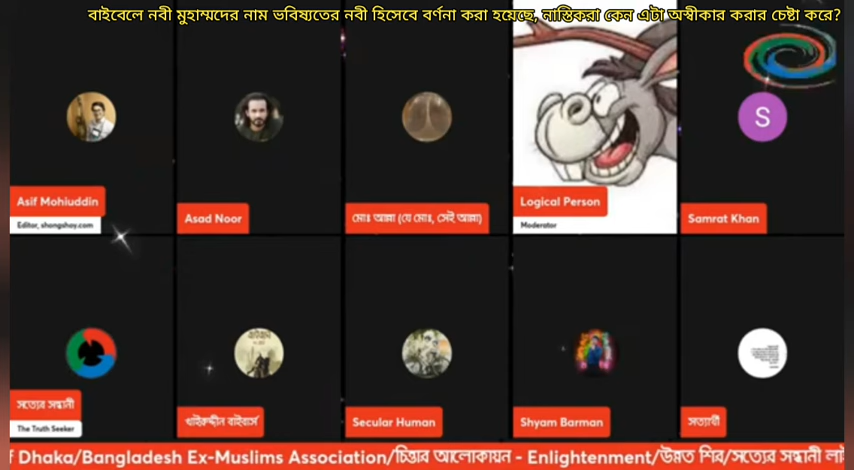 বাইবেলে নবী মুহাম্মদের নাম ভবিষ্যতের নবী হিসেবে বর্ণনা করা হয়েছে, নাস্তিকরা কেন এটা অস্বীকার করার চেষ্টা করে?
S
Asif Mohiuddin
Editor, shongshoy.com
Asad Noor
মোঃ আল্লা (যে মোঃ, সেই আল্লা)
Logical Person
Moderator
Samrat Khan
সত্যের সন্ধানী
The Truth Seeker
খাইরুদ্দীন বাইবার্স
Secular Human
Shyam Barman
সত্যার্থী
f Dhaka/Bangladesh Ex-Muslims Association/চিন্তার আলোকায়ন - Enlightenment/উন্নত শির/সত্যের সন্ধানী লাই